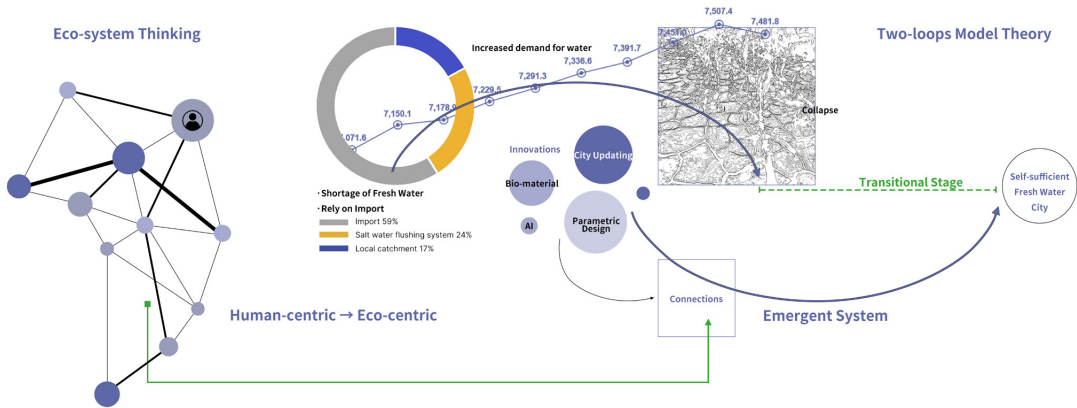 Eco-system Thinking
Two-loops Model Theory
Increased demand for water
7,150.1
7,178.9
7,229.5
7,291.3
7,336.6
7,391.7
7,451.0
7,507.4
7,481.8
Collapse
· Shortage of Fresh Water
· Rely on Import
Import 59%
Salt water flushing system 24%
Local catchment 17%
Innovations
City Updating
Bio-material
AI
Parametric
Design
Transitional Stage
Self-sufficient
Fresh Water
City
Connections
Human-centric → Eco-centric
Emergent System